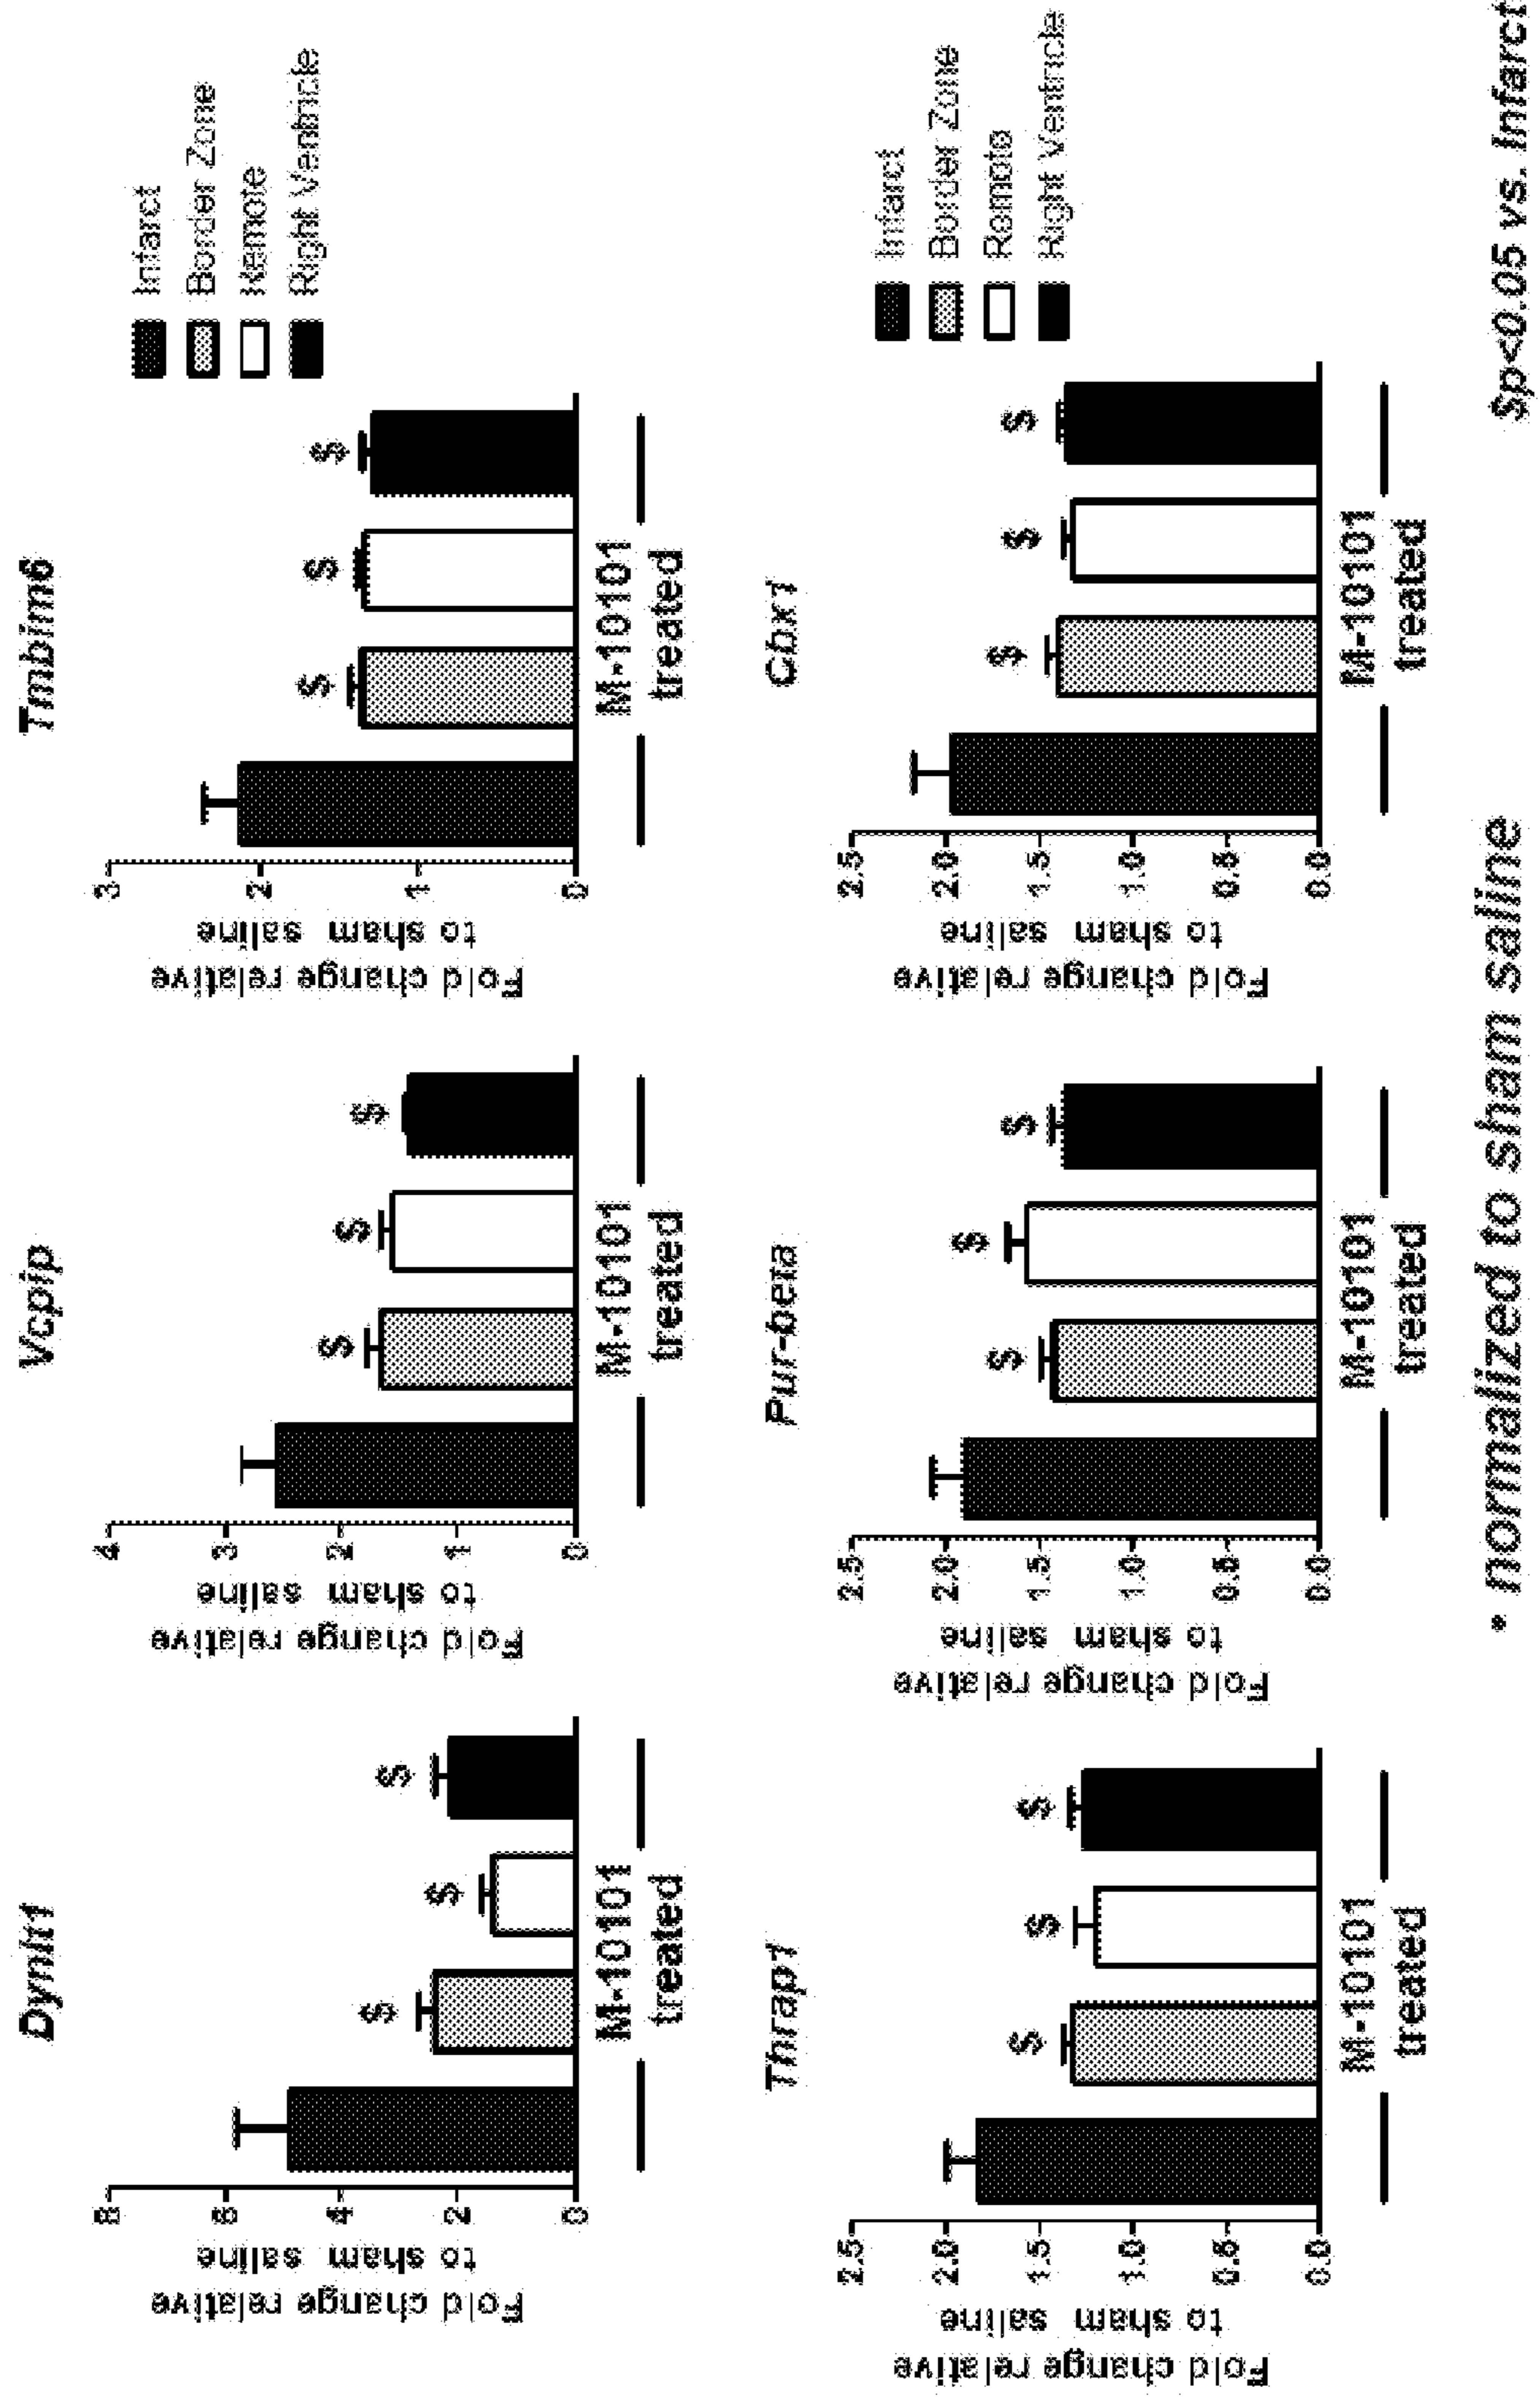 Dynlt1
Fold change relative
to sham saline
8
6
4
2
0
S
S
S
M-10101
treated
Vcpip
Fold change relative
to sham saline
4
3
2
1
0
S
S
$
M-10101
treated
Tmbim6
Fold change relative
to sham saline
3
2
1
0
S
S
$
M-10101
treated
Infarct
Border Zone
Remote
Right Ventricle
Thrap1
Fold change relative
to sham saline
2.5
2.0
1.5
1.0
0.5
0.0
S
S
S
M-10101
treated
Pur-beta
Fold change relative
to sham saline
2.5
2.0
1.5
1.0
0.5
0.0
S
$
S
M-10101
treated
Cbx1
Fold change relative
to sham saline
2.5
2.0
1.5
1.0
0.5
0.0
$
$
S
M-10101
treated
Infarct
Border Zone
Remote
Right Ventricle
• normalized to sham saline
$p<0.05 vs. Infarct